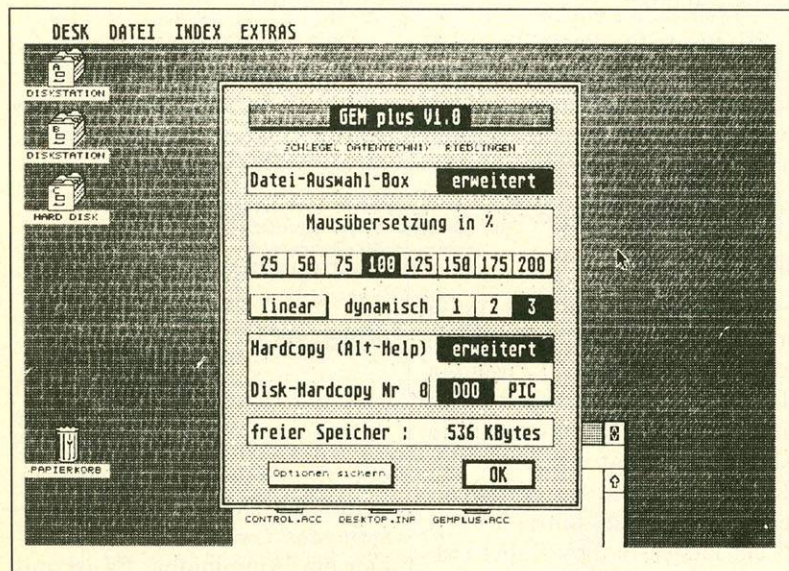 DESK DATEI INDEX EXTRAS
A
DISKSTATION
B
DISKSTATION
C
HARD DISK
PAPIERKORB
GEM plus V1.0
SCHLEGEL DATENTECHNIK RIEDLINGEN
Datei-Auswahl-Box erweitert
Mausübersetzung in %
25 50 75 100 125 150 175 200
linear dynamisch 1 2 3
Hardcopy (Alt-Help) erweitert
Disk-Hardcopy Nr 0 DOO PIC
freier Speicher : 536 KBytes
Optionen sichern OK
CONTROL.ACC DESKTOP.INF GEMPLUS.ACC